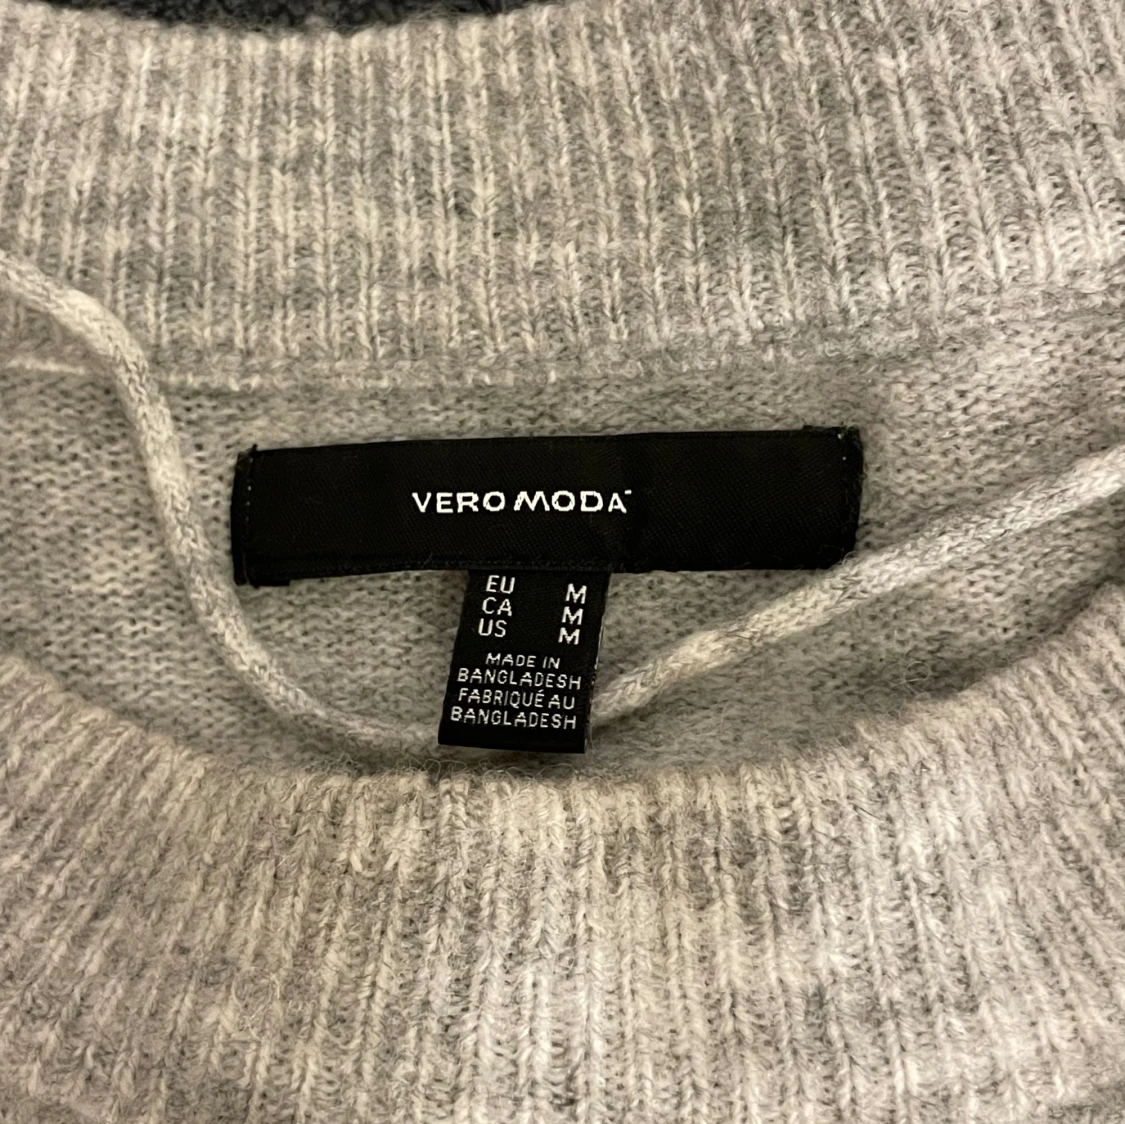 VERO MODA
EU M
CA M
US M
MADE IN
BANGLADESH
FABRIQUÉ AU
BANGLADESH